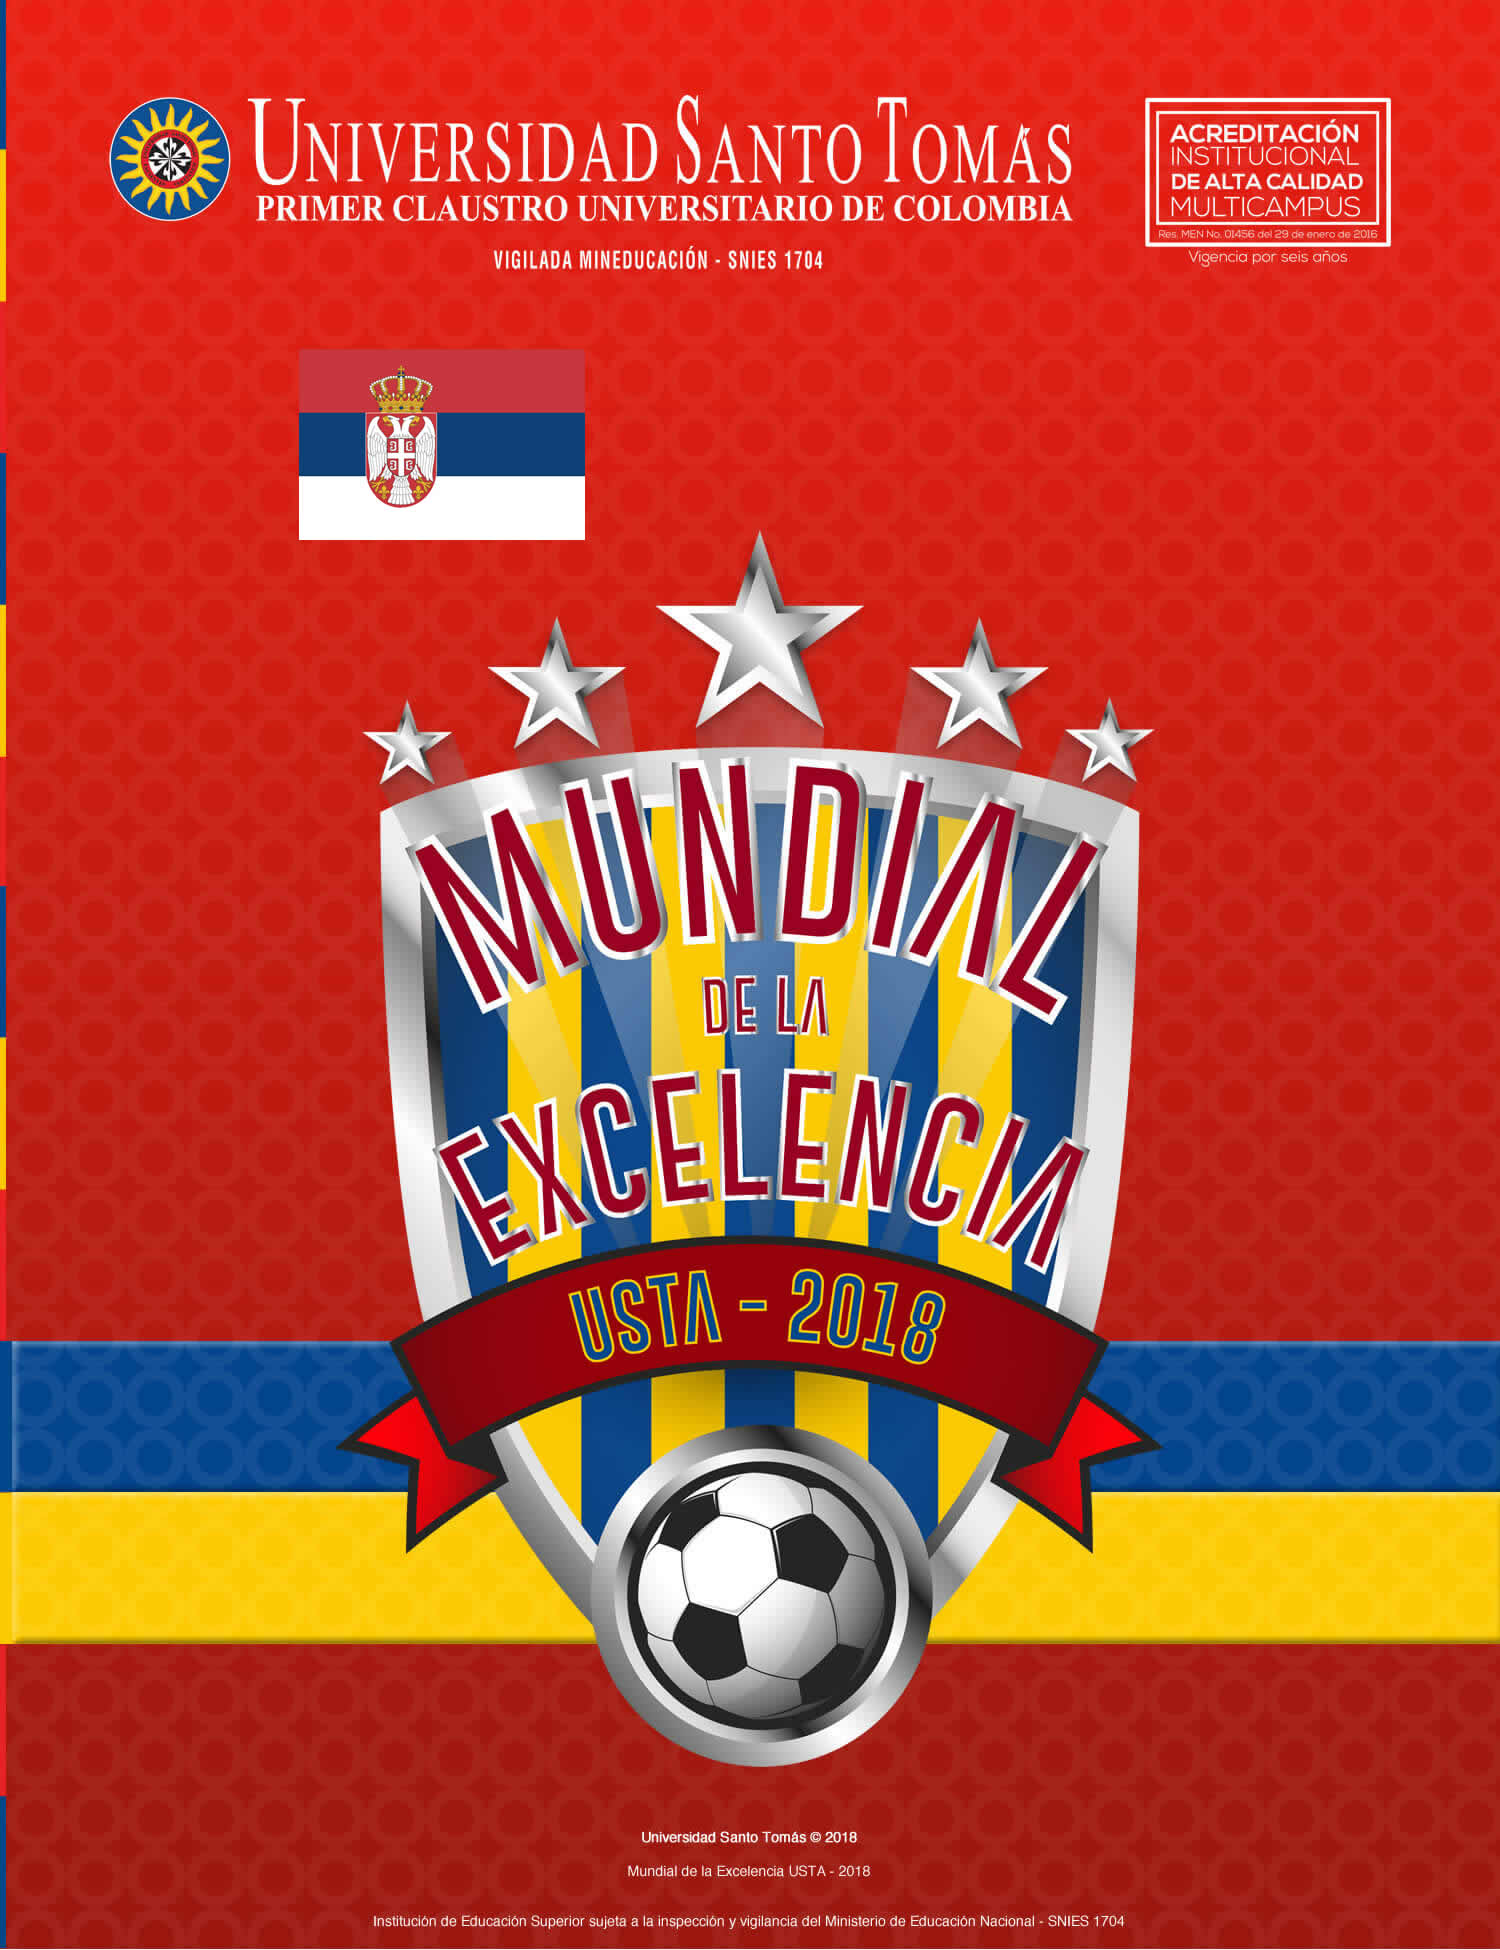 UNIVERSIDAD SANTO TOMÁS
PRIMER CLAUSTRO UNIVERSITARIO DE COLOMBIA
VIGILADA MINEDUCACIÓN - SNIES 1704
ACREDITACIÓN
INSTITUCIONAL
DE ALTA CALIDAD
MULTICAMPUS
Res. MEN No. 01456 del 29 de enero de 2016
Vigencia por seis años
MUNDIAL
DE LA
EXCELENCIA
USTA - 2018
Universidad Santo Tomás © 2018
Mundial de la Excelencia USTA - 2018
Institución de Educación Superior sujeta a la inspección y vigilancia del Ministerio de Educación Nacional - SNIES 1704